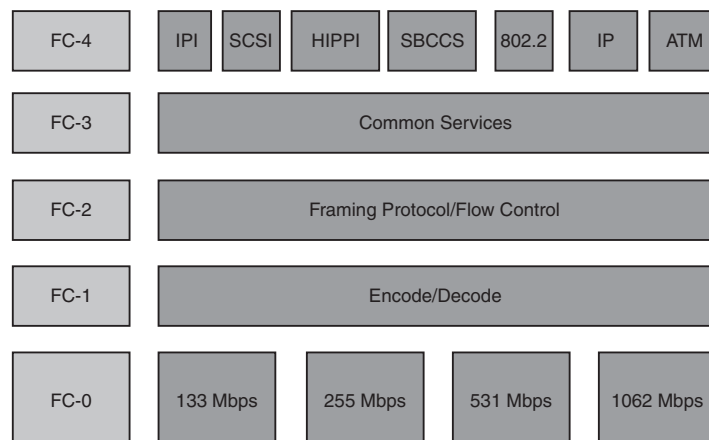 FC-4 IPI SCSI HIPPI SBCCS 802.2 IP ATM
FC-3 Common Services
FC-2 Framing Protocol/Flow Control
FC-1 Encode/Decode
FC-0 133 Mbps 255 Mbps 531 Mbps 1062 Mbps